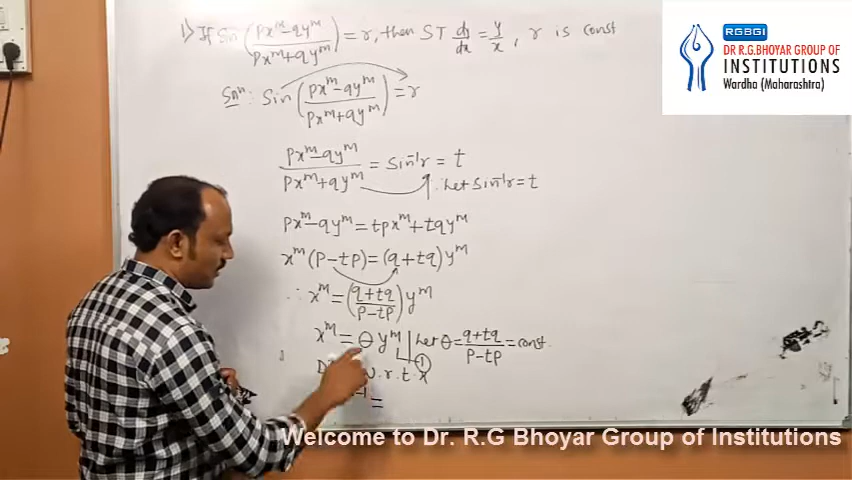 1) If Sin (px^m - qy^m / px^m + qy^m) = r, then ST dy/dx = y/x, r is const
Soln: Sin (px^m - qy^m / px^m + qy^m) = r
px^m - qy^m / px^m + qy^m = Sin^-1 r = t
∴ Let Sin^-1 r = t
px^m - qy^m = tpx^m + tqy^m
x^m (p - tp) = (q + tq) y^m
∴ x^m = (q + tq / p - tp) y^m
x^m = θ y^m | Let θ = q + tq / p - tp = const
①
w.r.t. x
-1 =
RGBGI
DR R.G.BHOYAR GROUP OF
INSTITUTIONS
Wardha (Maharashtra)
Welcome to Dr. R.G Bhoyar Group of Institutions